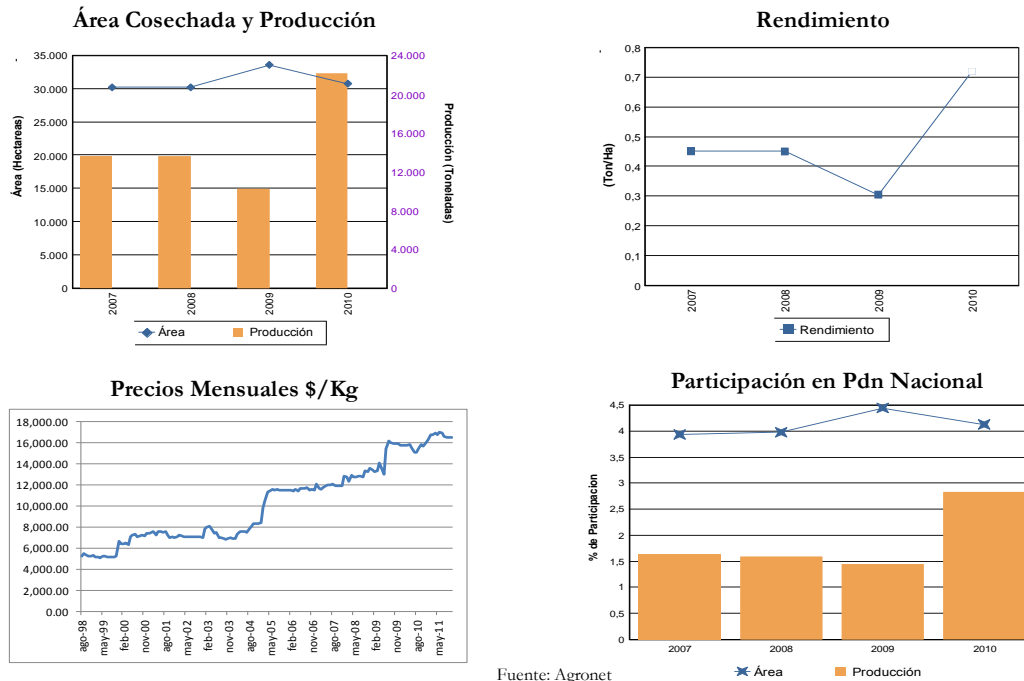 Área Cosechada y Producción
35.000
30.000
25.000
20.000
15.000
10.000
5.000
0
Área (Hectareas)
24.000
20.000
16.000
12.000
8.000
4.000
0
Producción (Toneladas)
2007
2008
2009
2010
Área
Producción
Rendimiento
0,8
0,7
0,6
0,5
0,4
0,3
0,2
0,1
0
(Ton/Ha)
2007
2008
2009
2010
Rendimiento
Precios Mensuales $/Kg
18,000.00
16,000.00
14,000.00
12,000.00
10,000.00
8,000.00
6,000.00
4,000.00
2,000.00
0.00
ago-98
may-99
feb-00
nov-00
ago-01
may-02
feb-03
nov-03
ago-04
may-05
feb-06
nov-06
ago-07
may-08
feb-09
nov-09
ago-10
may-11
Participación en Pdn Nacional
4,5
4
3,5
3
2,5
2
1,5
1
0,5
0
% de Participacion
2007
2008
2009
2010
Área
Producción
Fuente: Agronet